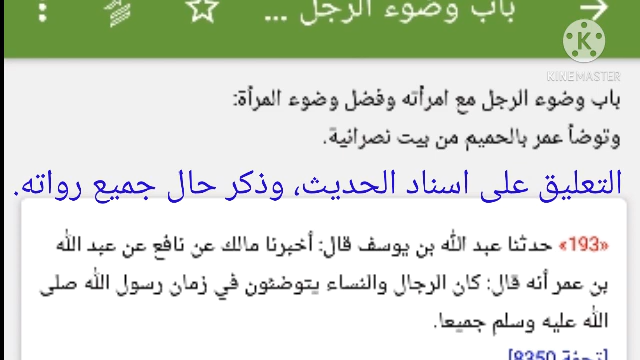 باب وضوء الرجل ...
KINEMASTER
باب وضوء الرجل مع امرأته وفضل وضوء المرأة:
وتوضأ عمر بالحميم من بيت نصرانية.
التعليق على اسناد الحديث، وذكر حال جميع رواته.
«193» حدثنا عبد الله بن يوسف قال: أخبرنا مالك عن نافع عن عبد الله
بن عمر أنه قال: كان الرجال والنساء يتوضئون في زمان رسول الله صلى
الله عليه وسلم جميعا.
[تحفة 8350]